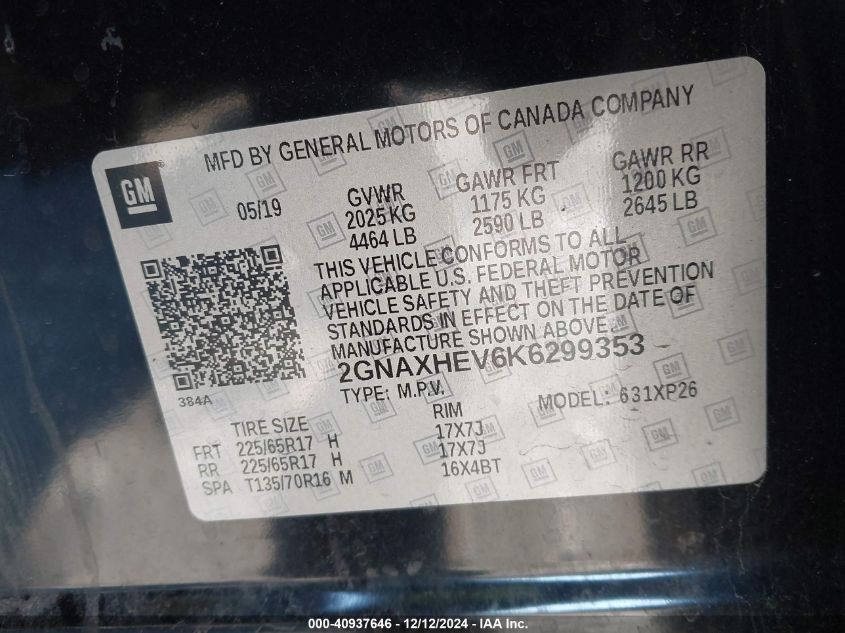 MFD BY GENERAL MOTORS OF CANADA COMPANY
GM
05/19
GVWR
2025 KG
4464 LB
GAWR FRT
1175 KG
2590 LB
GAWR RR
1200 KG
2645 LB
THIS VEHICLE CONFORMS TO ALL
APPLICABLE U.S. FEDERAL MOTOR
VEHICLE SAFETY AND THEFT PREVENTION
STANDARDS IN EFFECT ON THE DATE OF
MANUFACTURE SHOWN ABOVE.
2GNAXHEV6K6299353
384A
TYPE: M.P.V. MODEL: 631XP26
TIRE SIZE RIM
FRT 225/65R17 H 17X7J
RR 225/65R17 H 17X7J
SPA T135/70R16 M 16X4BT
000-40937646 - 12/12/2024 - IAA Inc.